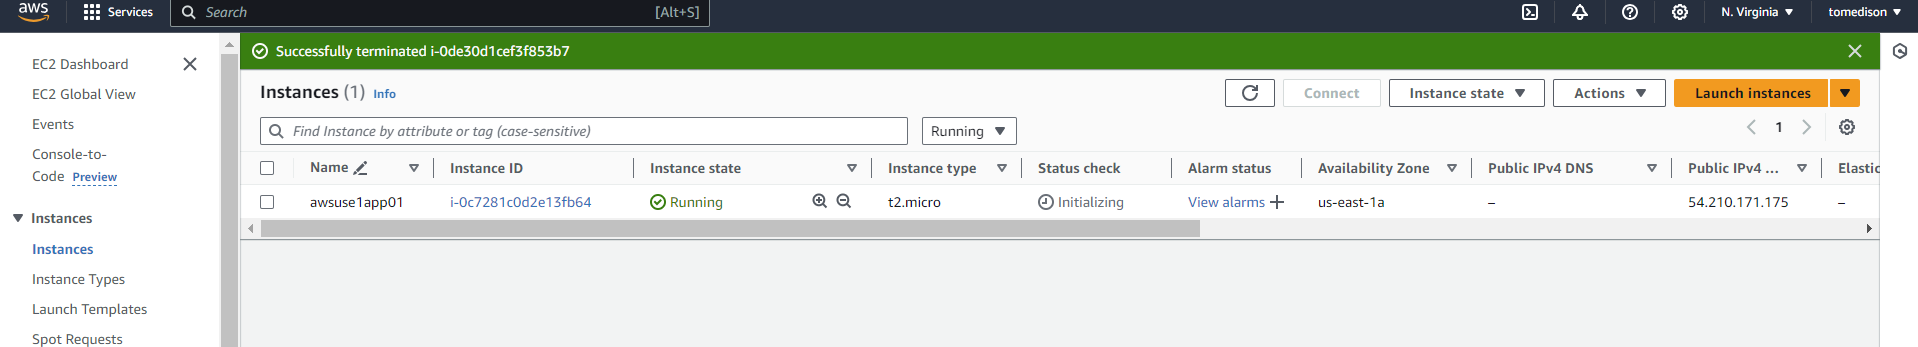 aws
Services
Search [Alt+S]
N. Virginia
tomedison
EC2 Dashboard
EC2 Global View
Events
Console-to-
Code Preview
Instances
Instances
Instance Types
Launch Templates
Spot Requests
Successfully terminated i-0de30d1cef3f853b7
Instances (1) Info
Connect
Instance state
Actions
Launch instances
Find Instance by attribute or tag (case-sensitive)
Running
1
Name Instance ID Instance state Instance type Status check Alarm status Availability Zone Public IPv4 DNS Public IPv4 ... Elastic
awsuse1app01 i-0c7281c0d2e13fb64 Running t2.micro Initializing View alarms + us-east-1a – 54.210.171.175 –